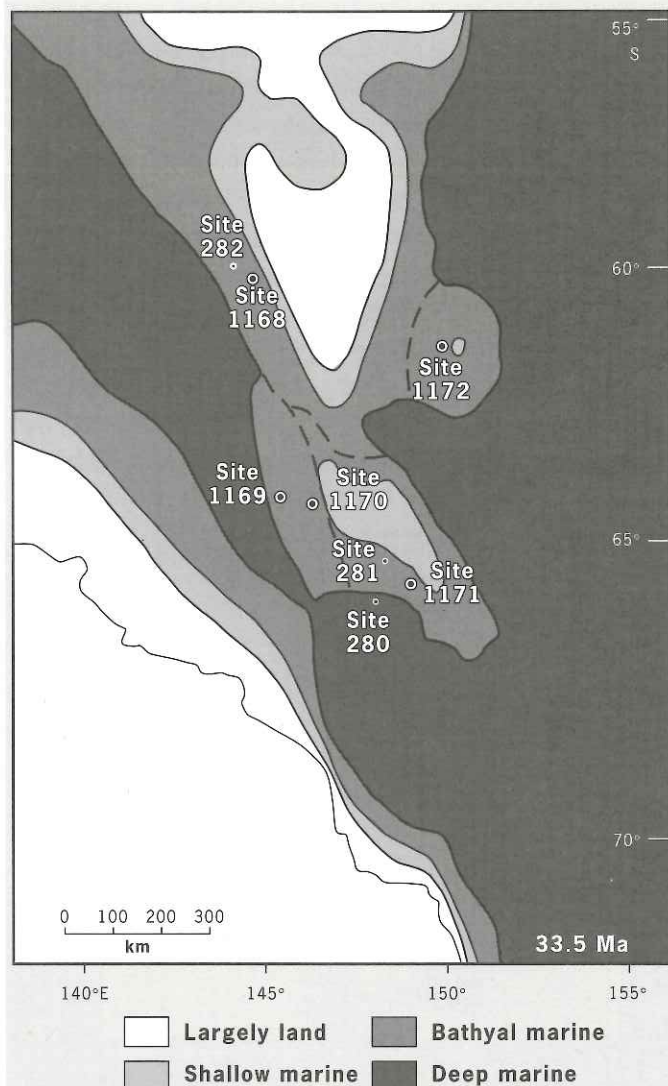 55°
S
Site
282
60°
Site
1168
Site
1172
Site
1169
Site
1170
65°
Site
281
Site
1171
Site
280
70°
0 100 200 300
km
33.5 Ma
140°E 145° 150° 155°
Largely land
Bathyal marine
Shallow marine
Deep marine